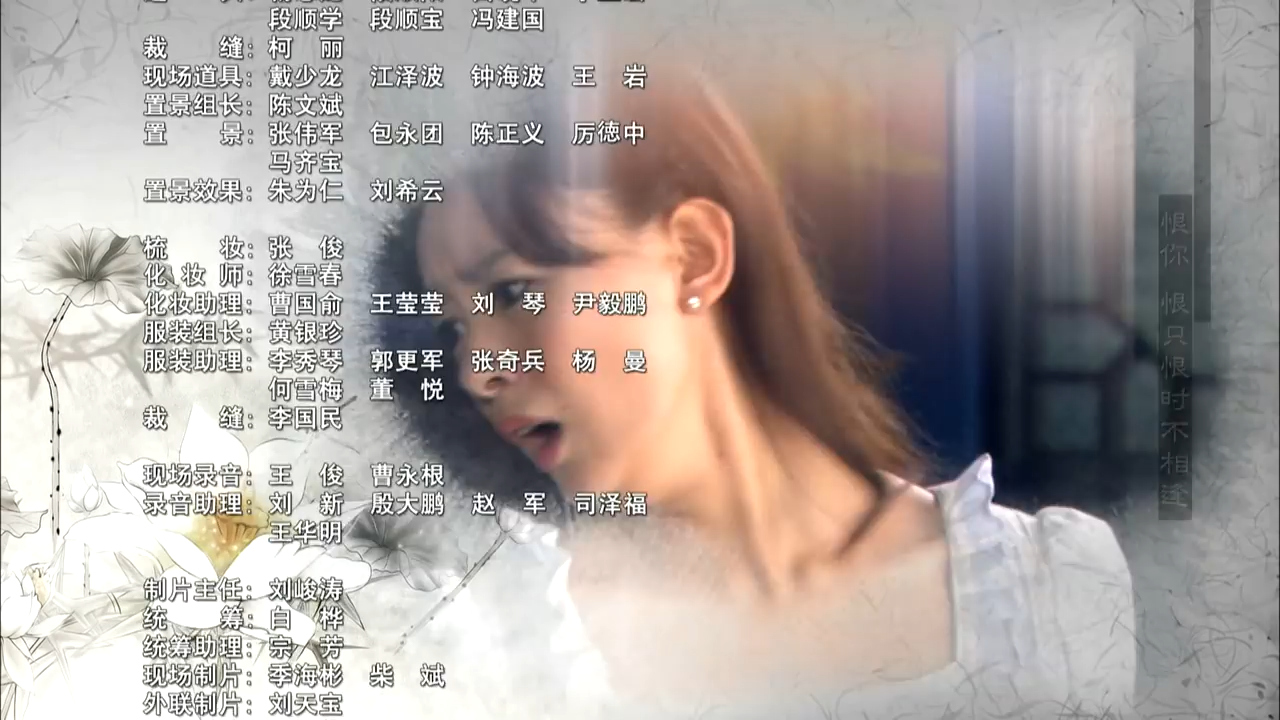 段顺学 段顺宝 冯建国
裁 缝：柯 丽
现场道具：戴少龙 江泽波 钟海波 王 岩
置景组长：陈文斌
置 景：张伟军 包永团 陈正义 厉德中
马齐宝
置景效果：朱为仁 刘希云
梳 妆：张 俊
化 妆 师：徐雪春
化妆助理：曹国俞 王莹莹 刘 琴 尹毅鹏
服装组长：黄银珍
服装助理：李秀琴 郭更军 张奇兵 杨 曼
何雪梅 董 悦
裁 缝：李国民
现场录音：王 俊 曹永根
录音助理：刘 新 殷大鹏 赵 军 司泽福
王华明
制片主任：刘峻涛
统 筹：白 桦
统筹助理：宗 芳
现场制片：季海彬 柴 斌
外联制片：刘天宝
恨你 恨只恨时不相逢